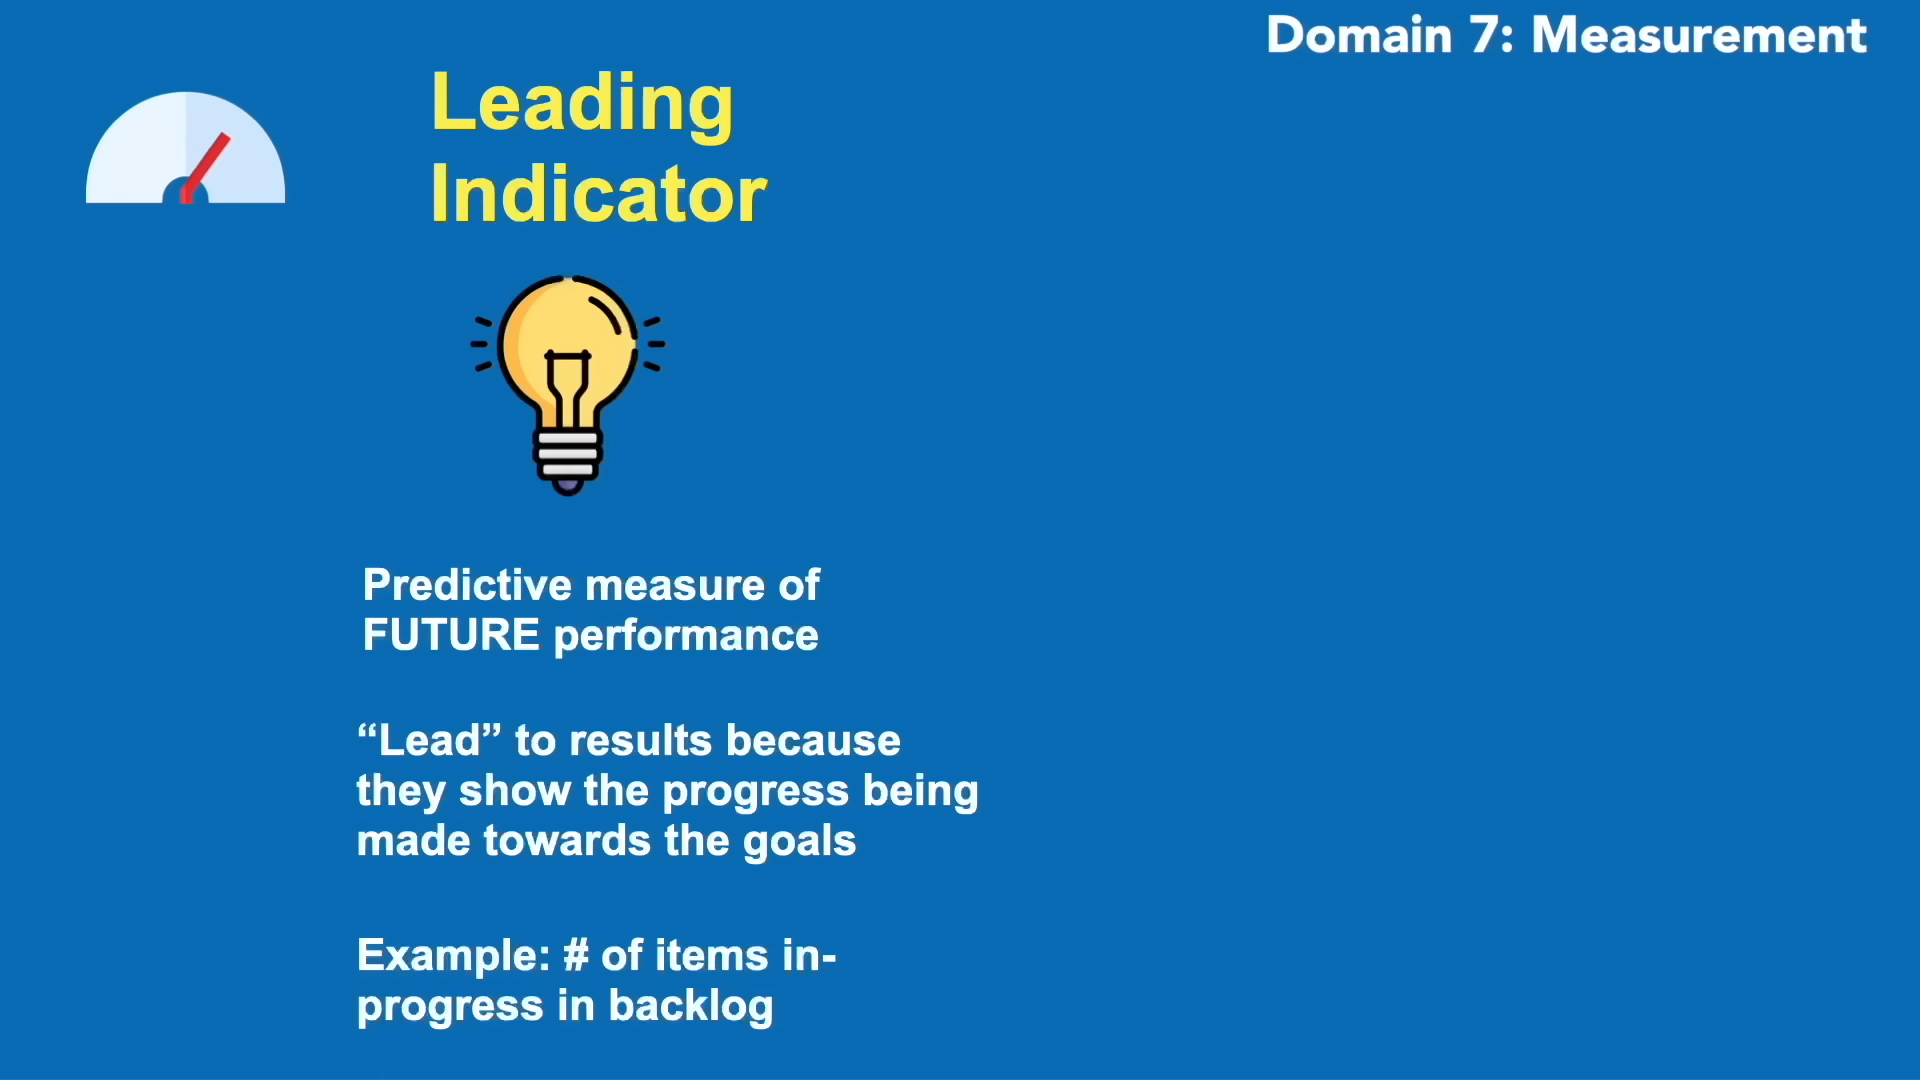 Domain 7: Measurement
Leading
Indicator
Predictive measure of
FUTURE performance
“Lead” to results because
they show the progress being
made towards the goals
Example: # of items in-
progress in backlog